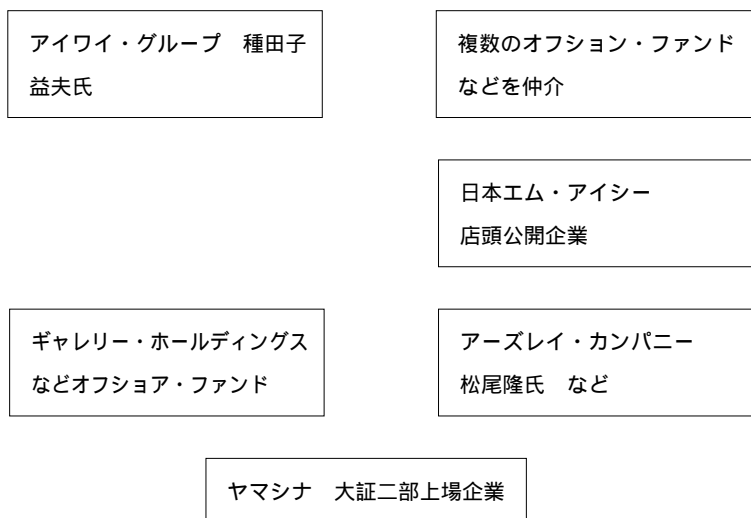 アイワイ・グループ　種田子
益夫氏
複数のオフション・ファンド
などを仲介
日本エム・アイシー
店頭公開企業
ギャレリー・ホールディングス
などオフショア・ファンド
アーズレイ・カンパニー
松尾隆氏　など
ヤマシナ　大証二部上場企業